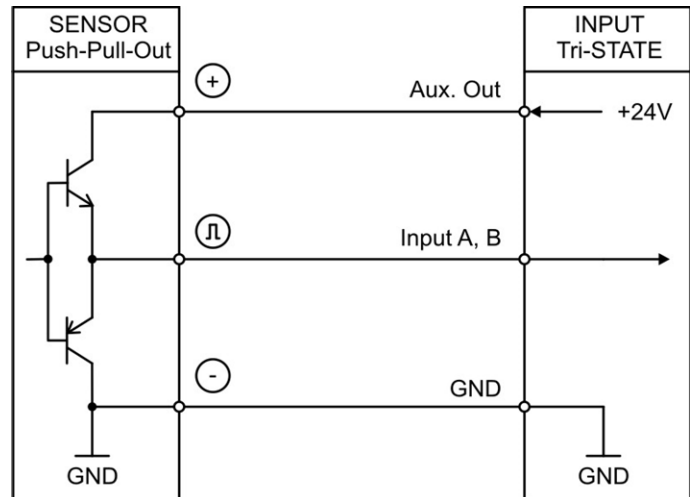 SENSOR
Push-Pull-Out
INPUT
Tri-STATE
+
Aux. Out
+24V
Input A, B
-
GND
GND
GND